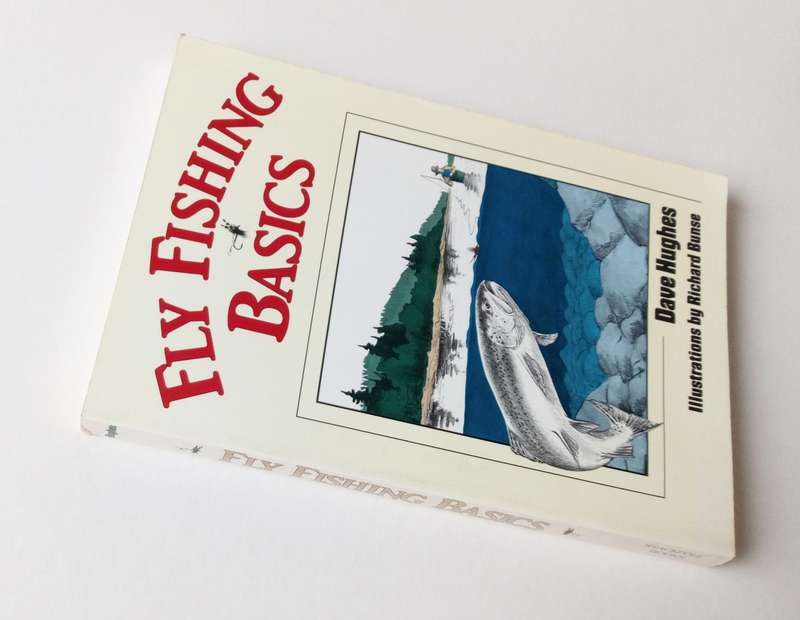 FLY FISHING
BASICS
Dave Hughes
Illustrations by Richard Bunse
FLY FISHING BASICS